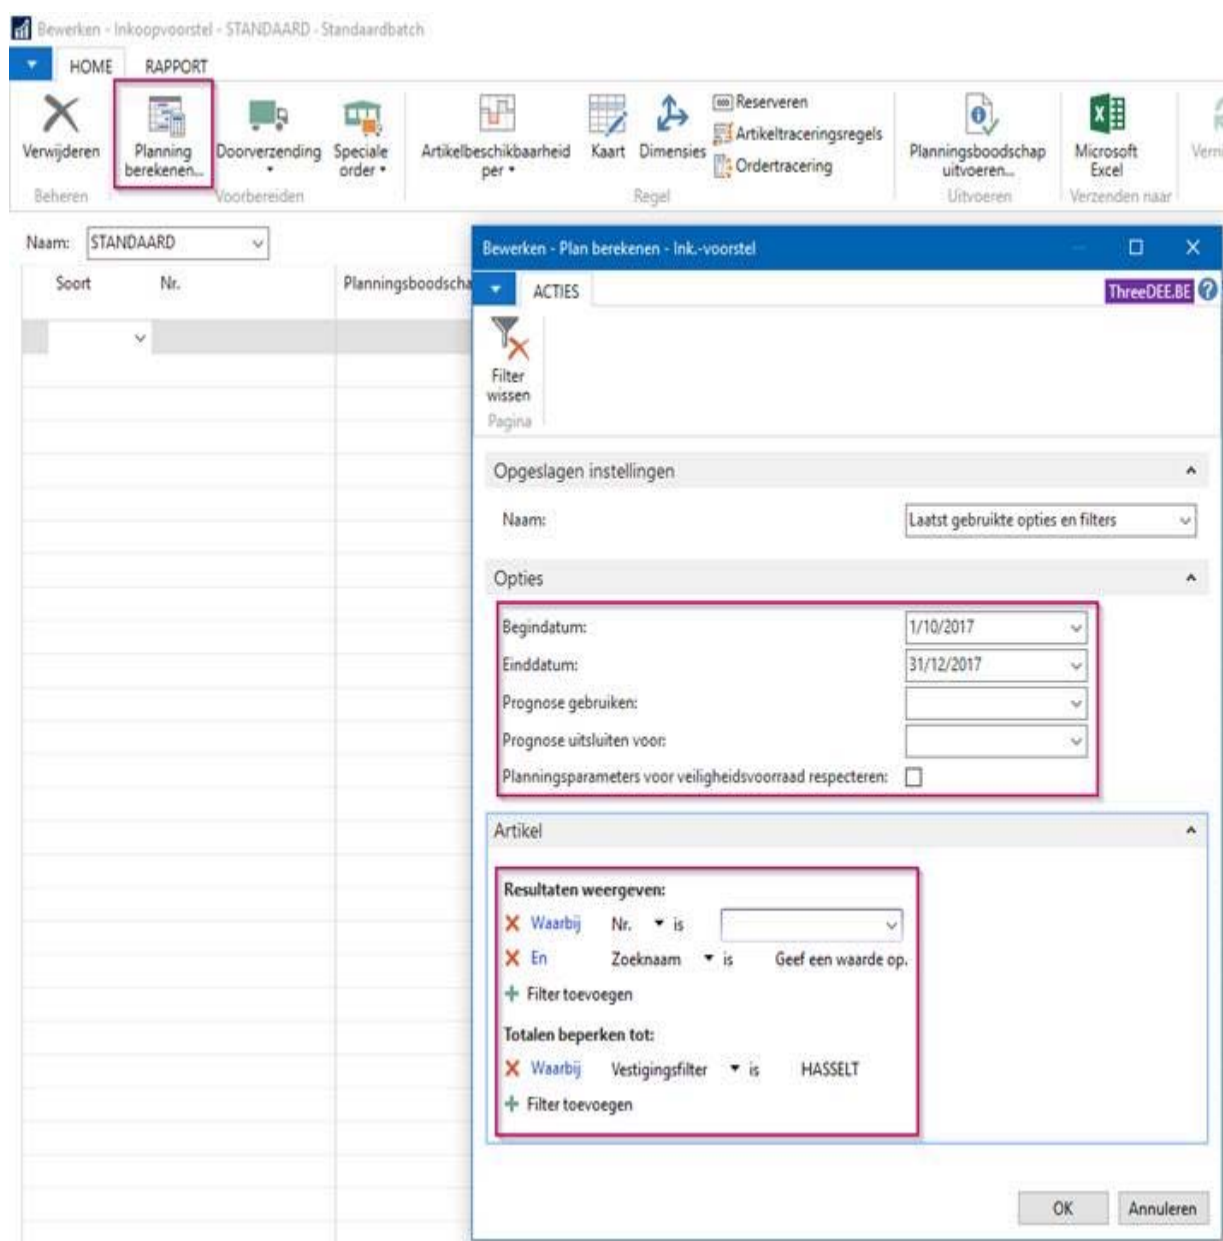 Bewerken - Inkoopvoorstel - STANDAARD - Standaardbatch
HOME RAPPORT
Verwijderen
Planning berekenen...
Doorverzending
Speciale order
Artikelbeschikbaarheid per
Kaart
Dimensies
Reserveren
Artikeltraceringsregels
Ordertracering
Planningsboodschap uitvoeren...
Microsoft Excel
Beheren Voorbereiden Regel Uitvoeren Verzenden naar
Naam: STANDAARD
Soort Nr.
Bewerken - Plan berekenen - Ink.-voorstel
ACTIES
ThreeDEE.BE
Filter
wissen
Pagina
Opgeslagen instellingen
Naam: Laatst gebruikte opties en filters
Opties
Begindatum: 1/10/2017
Einddatum: 31/12/2017
Prognose gebruiken:
Prognose uitsluiten voor:
Planningsparameters voor veiligheidsvoorraad respecteren:
Artikel
Resultaten weergeven:
Waarbij Nr. is
En Zoeknaam is Geef een waarde op.
Filter toevoegen
Totalen beperken tot:
Waarbij Vestigingsfilter is HASSELT
Filter toevoegen
OK Annuleren